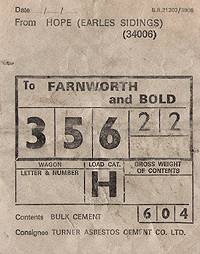 Date / / B.R.21203/3906
From HOPE (EARLES SIDINGS)
(34006)
To FARNWORTH
and BOLD
3 5 6 2 2
WAGON LOAD CAT. GROSS WEIGHT
LETTER & NUMBER OF CONTENTS
H
6 0 4
Contents BULK CEMENT
Consignee TURNER ASBESTOS CEMENT CO. LTD.